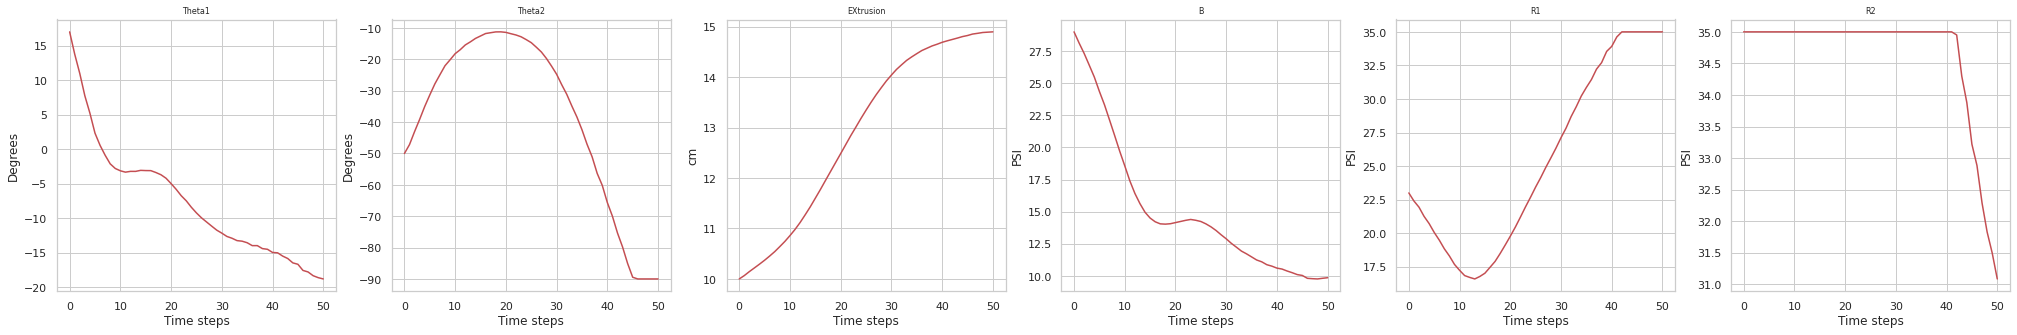 Theta1
15
10
5
0
−5
−10
−15
−20
Degrees
0 10 20 30 40 50
Time steps
Theta2
−10
−20
−30
−40
−50
−60
−70
−80
−90
Degrees
0 10 20 30 40 50
Time steps
EXtrusion
15
14
13
12
11
10
cm
0 10 20 30 40 50
Time steps
B
27.5
25.0
22.5
20.0
17.5
15.0
12.5
10.0
PSI
0 10 20 30 40 50
Time steps
R1
35.0
32.5
30.0
27.5
25.0
22.5
20.0
17.5
PSI
0 10 20 30 40 50
Time steps
R2
35.0
34.5
34.0
33.5
33.0
32.5
32.0
31.5
31.0
PSI
0 10 20 30 40 50
Time steps